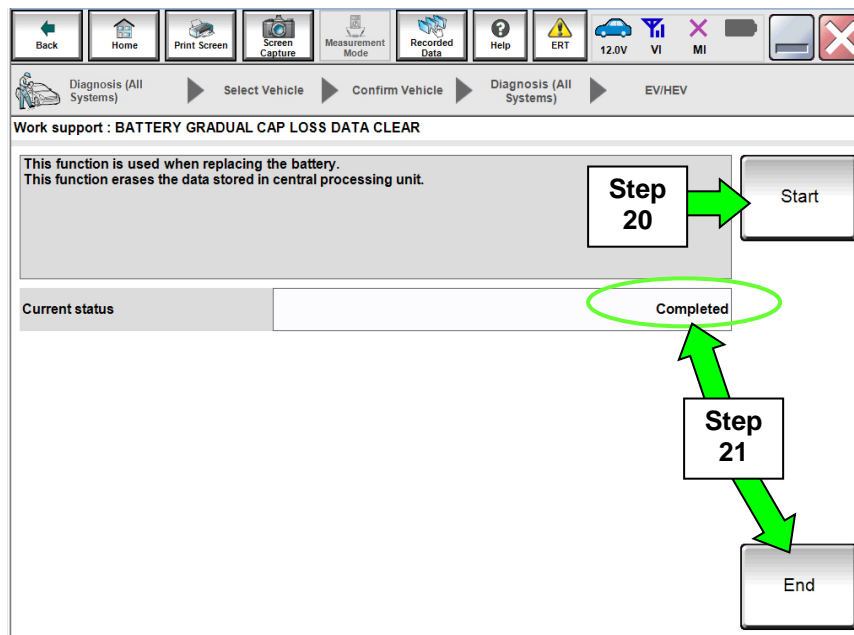 Back
Home
Print Screen
Screen
Capture
Measurement
Mode
Recorded
Data
Help
ERT
12.0V
VI
MI
Diagnosis (All
Systems)
Select Vehicle
Confirm Vehicle
Diagnosis (All
Systems)
EV/HEV
Work support : BATTERY GRADUAL CAP LOSS DATA CLEAR
This function is used when replacing the battery.
This function erases the data stored in central processing unit.
Step
20
Start
Current status
Completed
Step
21
End